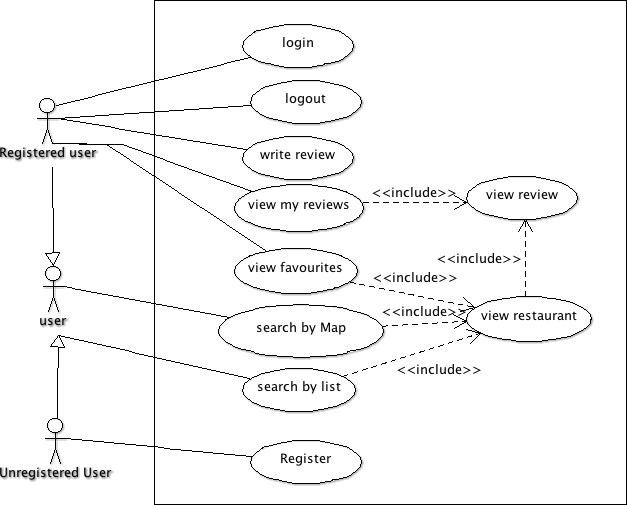 login
logout
Registered user
write review
view my reviews
<<include>>
view review
view favourites
<<include>>
<<include>>
user
search by Map
<<include>>
view restaurant
search by list
<<include>>
Unregistered User
Register